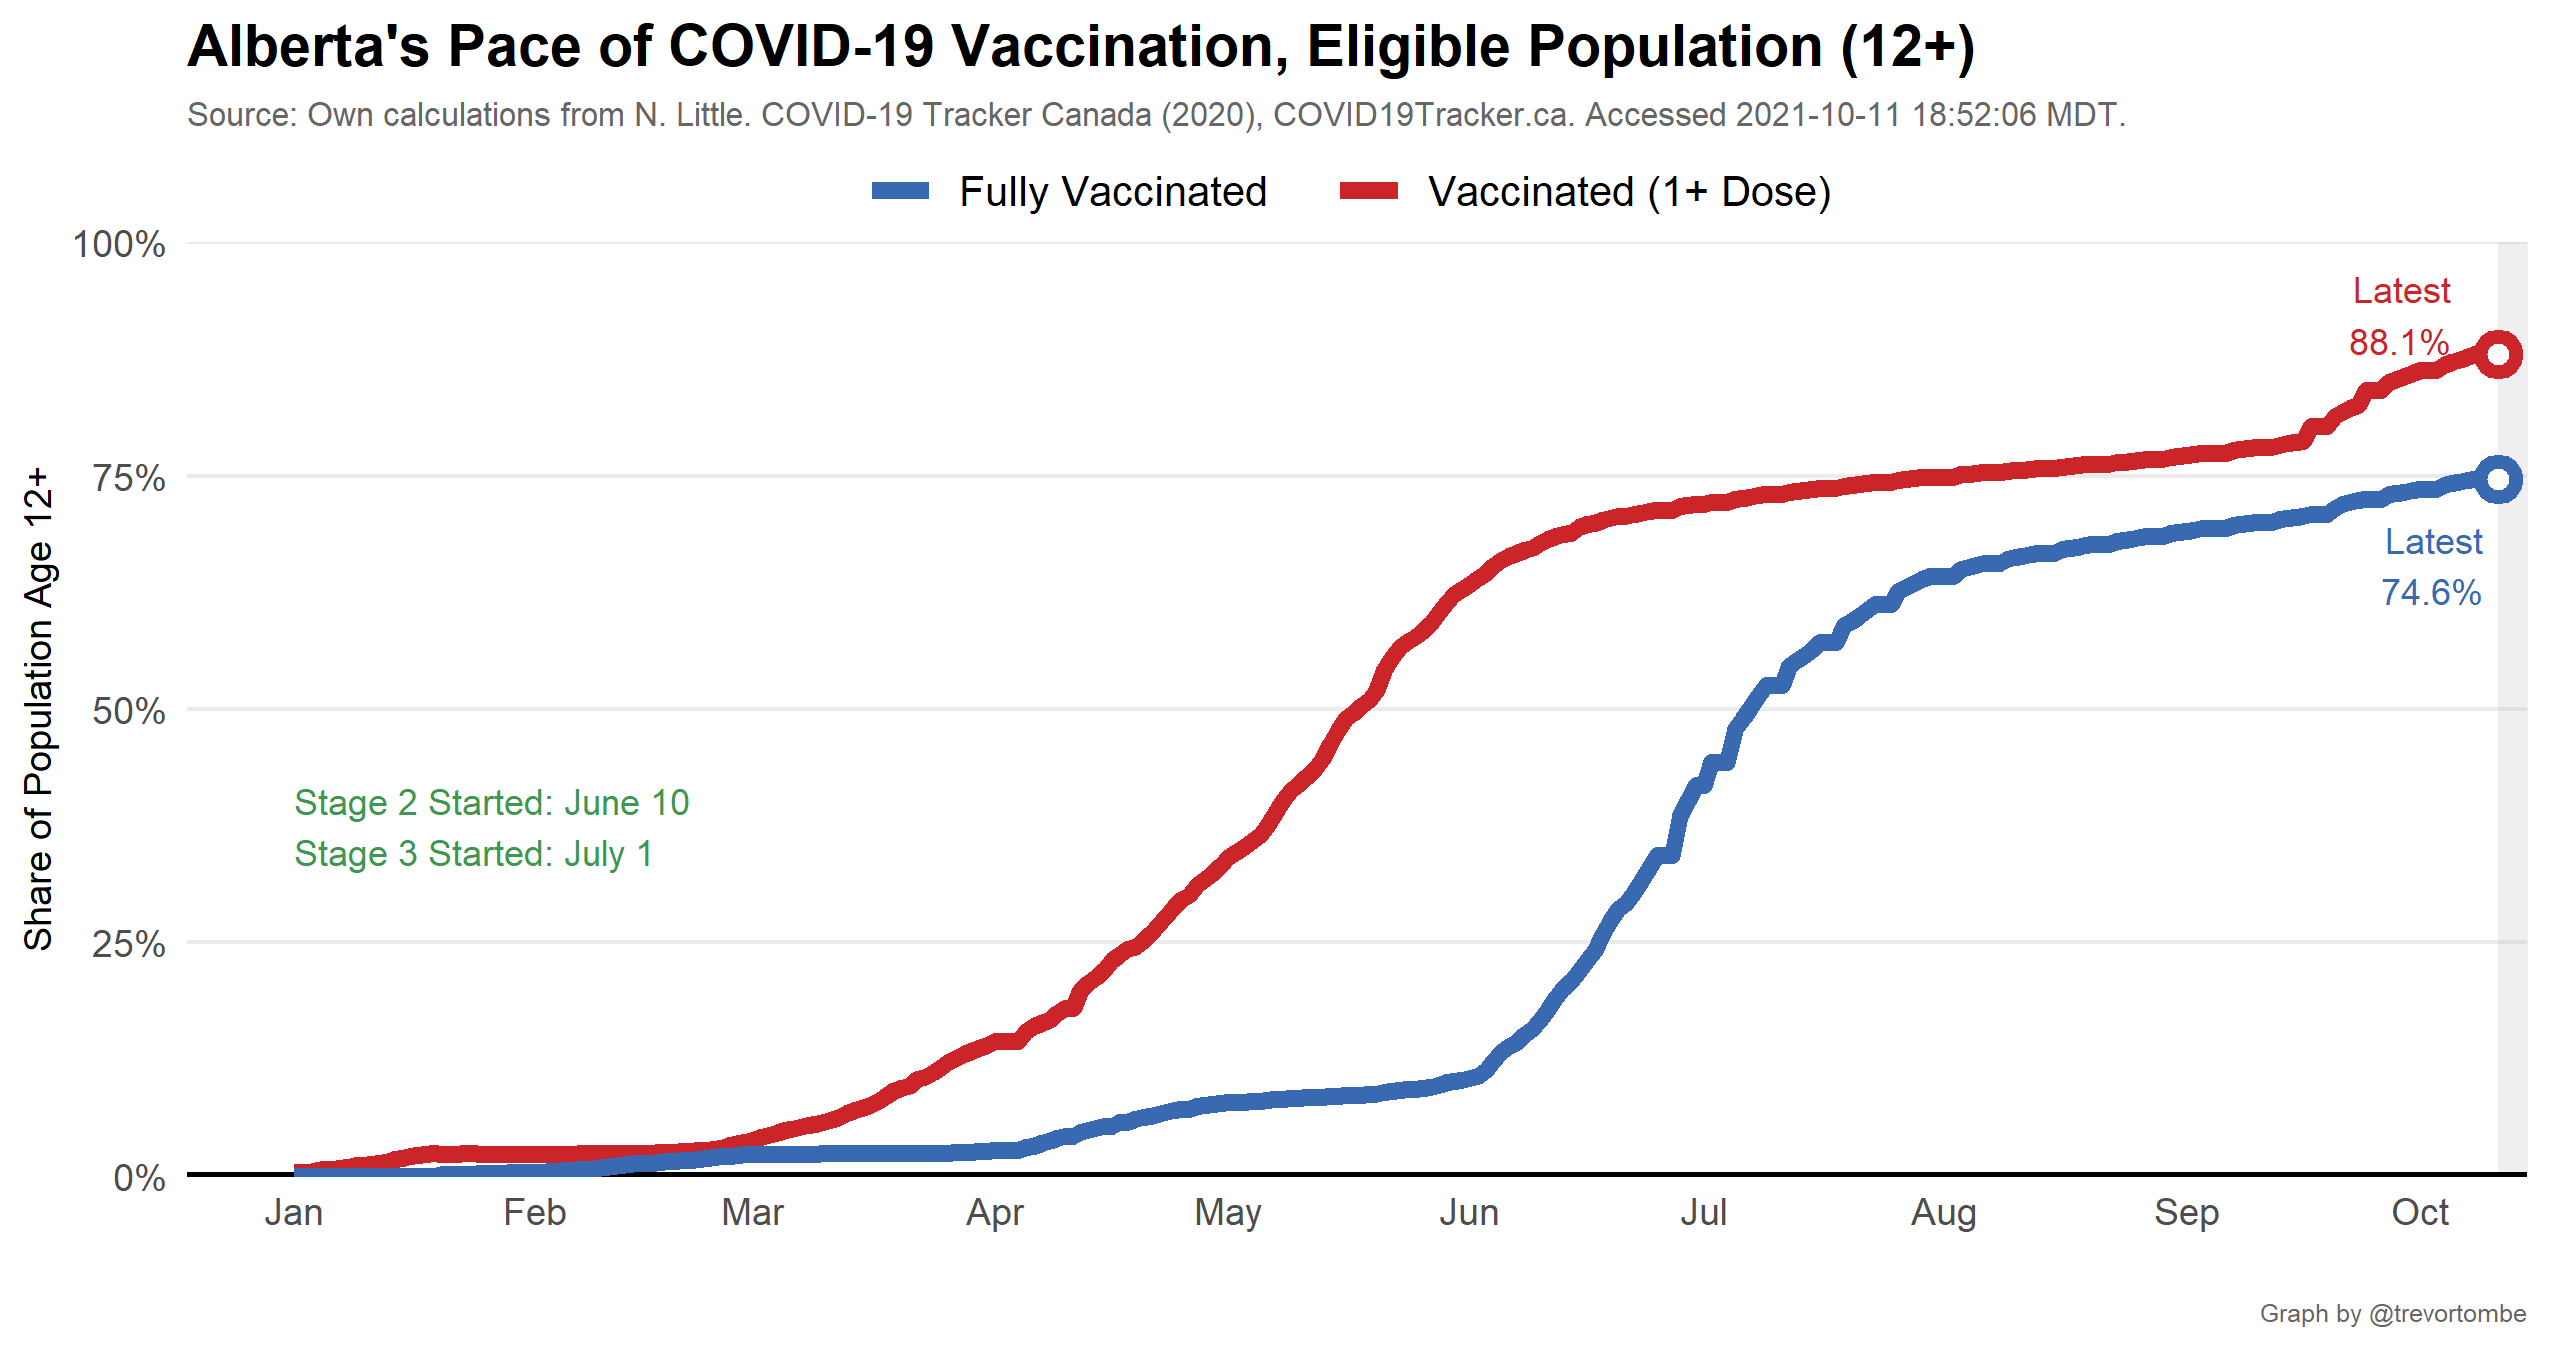 Alberta's Pace of COVID-19 Vaccination, Eligible Population (12+)
Source: Own calculations from N. Little. COVID-19 Tracker Canada (2020), COVID19Tracker.ca. Accessed 2021-10-11 18:52:06 MDT.
Fully Vaccinated
Vaccinated (1+ Dose)
Share of Population Age 12+
100%
75%
50%
25%
0%
Latest
88.1%
Latest
74.6%
Stage 2 Started: June 10
Stage 3 Started: July 1
Jan
Feb
Mar
Apr
May
Jun
Jul
Aug
Sep
Oct
Graph by @trevortombe